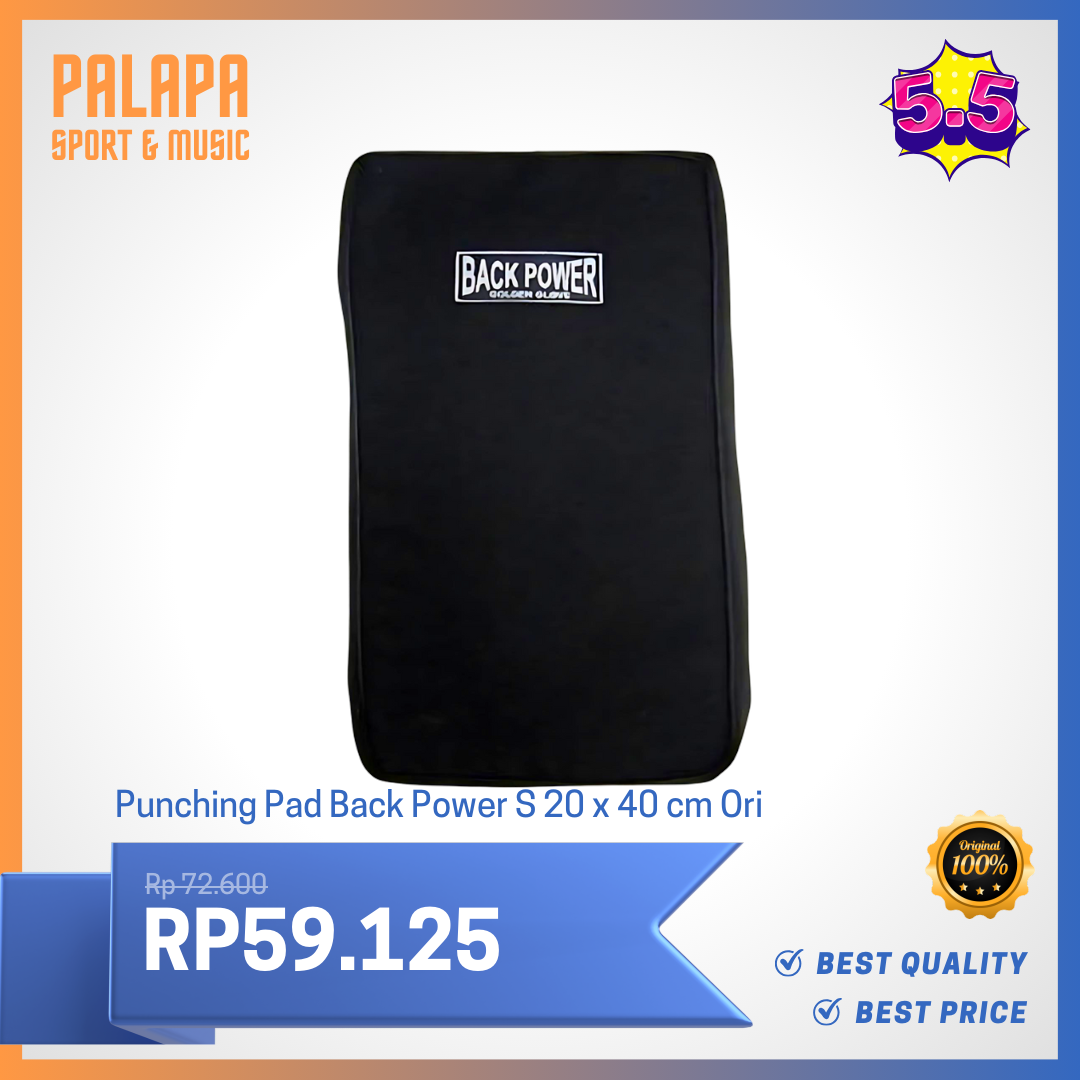 PALAPA
SPORT & MUSIC
5.5
BACK POWER
GOLDEN GLOVE
Punching Pad Back Power S 20 x 40 cm Ori
Rp 72.600
RP59.125
Original
100%
BEST QUALITY
BEST PRICE